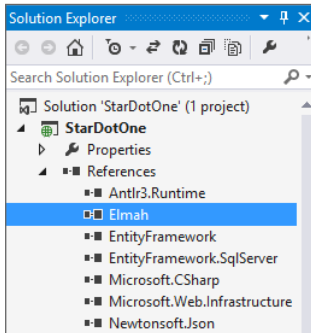 Solution Explorer
Search Solution Explorer (Ctrl+;)
Solution 'StarDotOne' (1 project)
StarDotOne
Properties
References
Antlr3.Runtime
Elmah
EntityFramework
EntityFramework.SqlServer
Microsoft.CSharp
Microsoft.Web.Infrastructure
Newtonsoft.Json